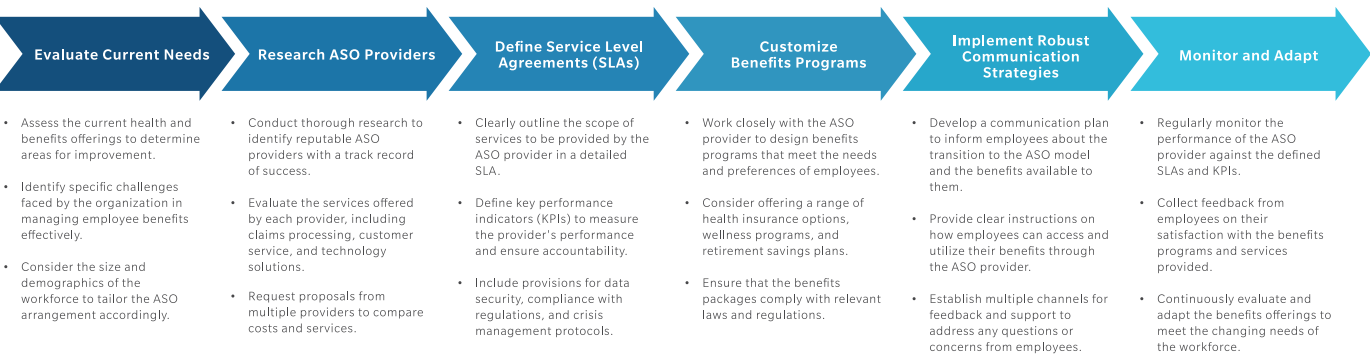 Evaluate Current Needs
• Assess the current health and
benefits offerings to determine
areas for improvement.
• Identify specific challenges
faced by the organization in
managing employee benefits
effectively.
• Consider the size and
demographics of the
workforce to tailor the ASO
arrangement accordingly.
Research ASO Providers
• Conduct thorough research to
identify reputable ASO
providers with a track record
of success.
• Evaluate the services offered
by each provider, including
claims processing, customer
service, and technology
solutions.
• Request proposals from
multiple providers to compare
costs and services.
Define Service Level
Agreements (SLAs)
• Clearly outline the scope of
services to be provided by the
ASO provider in a detailed
SLA.
• Define key performance
indicators (KPIs) to measure
the provider's performance
and ensure accountability.
• Include provisions for data
security, compliance with
regulations, and crisis
management protocols.
Customize
Benefits Programs
• Work closely with the ASO
provider to design benefits
programs that meet the needs
and preferences of employees.
• Consider offering a range of
health insurance options,
wellness programs, and
retirement savings plans.
• Ensure that the benefits
packages comply with relevant
laws and regulations.
Implement Robust
Communication
Strategies
• Develop a communication plan
to inform employees about the
transition to the ASO model
and the benefits available to
them.
• Provide clear instructions on
how employees can access and
utilize their benefits through
the ASO provider.
• Establish multiple channels for
feedback and support to
address any questions or
concerns from employees.
Monitor and Adapt
• Regularly monitor the
performance of the ASO
provider against the defined
SLAs and KPIs.
• Collect feedback from
employees on their
satisfaction with the benefits
programs and services
provided.
• Continuously evaluate and
adapt the benefits offerings to
meet the changing needs of
the workforce.